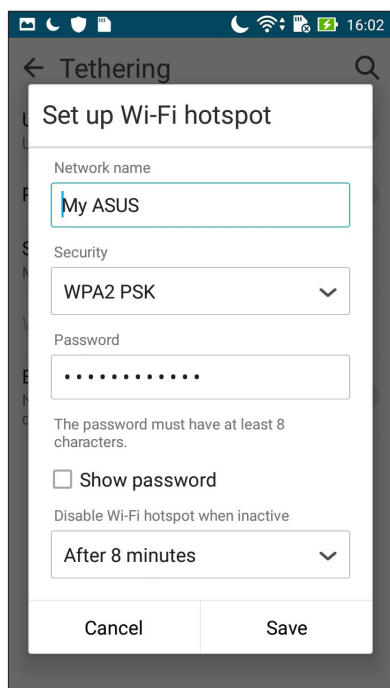 16:02
Tethering
Set up Wi-Fi hotspot
Network name
My ASUS
Security
WPA2 PSK
Password
••••••••••••
The password must have at least 8
characters.
Show password
Disable Wi-Fi hotspot when inactive
After 8 minutes
Cancel
Save